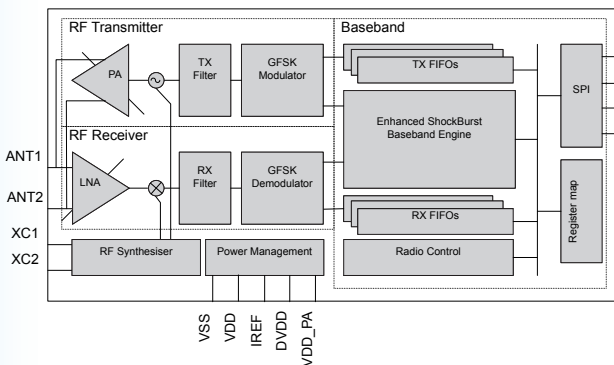 RF Transmitter
Baseband
PA
TX
Filter
GFSK
Modulator
TX FIFOs
SPI
Enhanced ShockBurst
Baseband Engine
RF Receiver
ANT1
LNA
RX
Filter
GFSK
Demodulator
ANT2
RX FIFOs
Register map
XC1
XC2
RF Synthesiser
Power Management
Radio Control
VSS
VDD
IREF
DVDD
VDD_PA